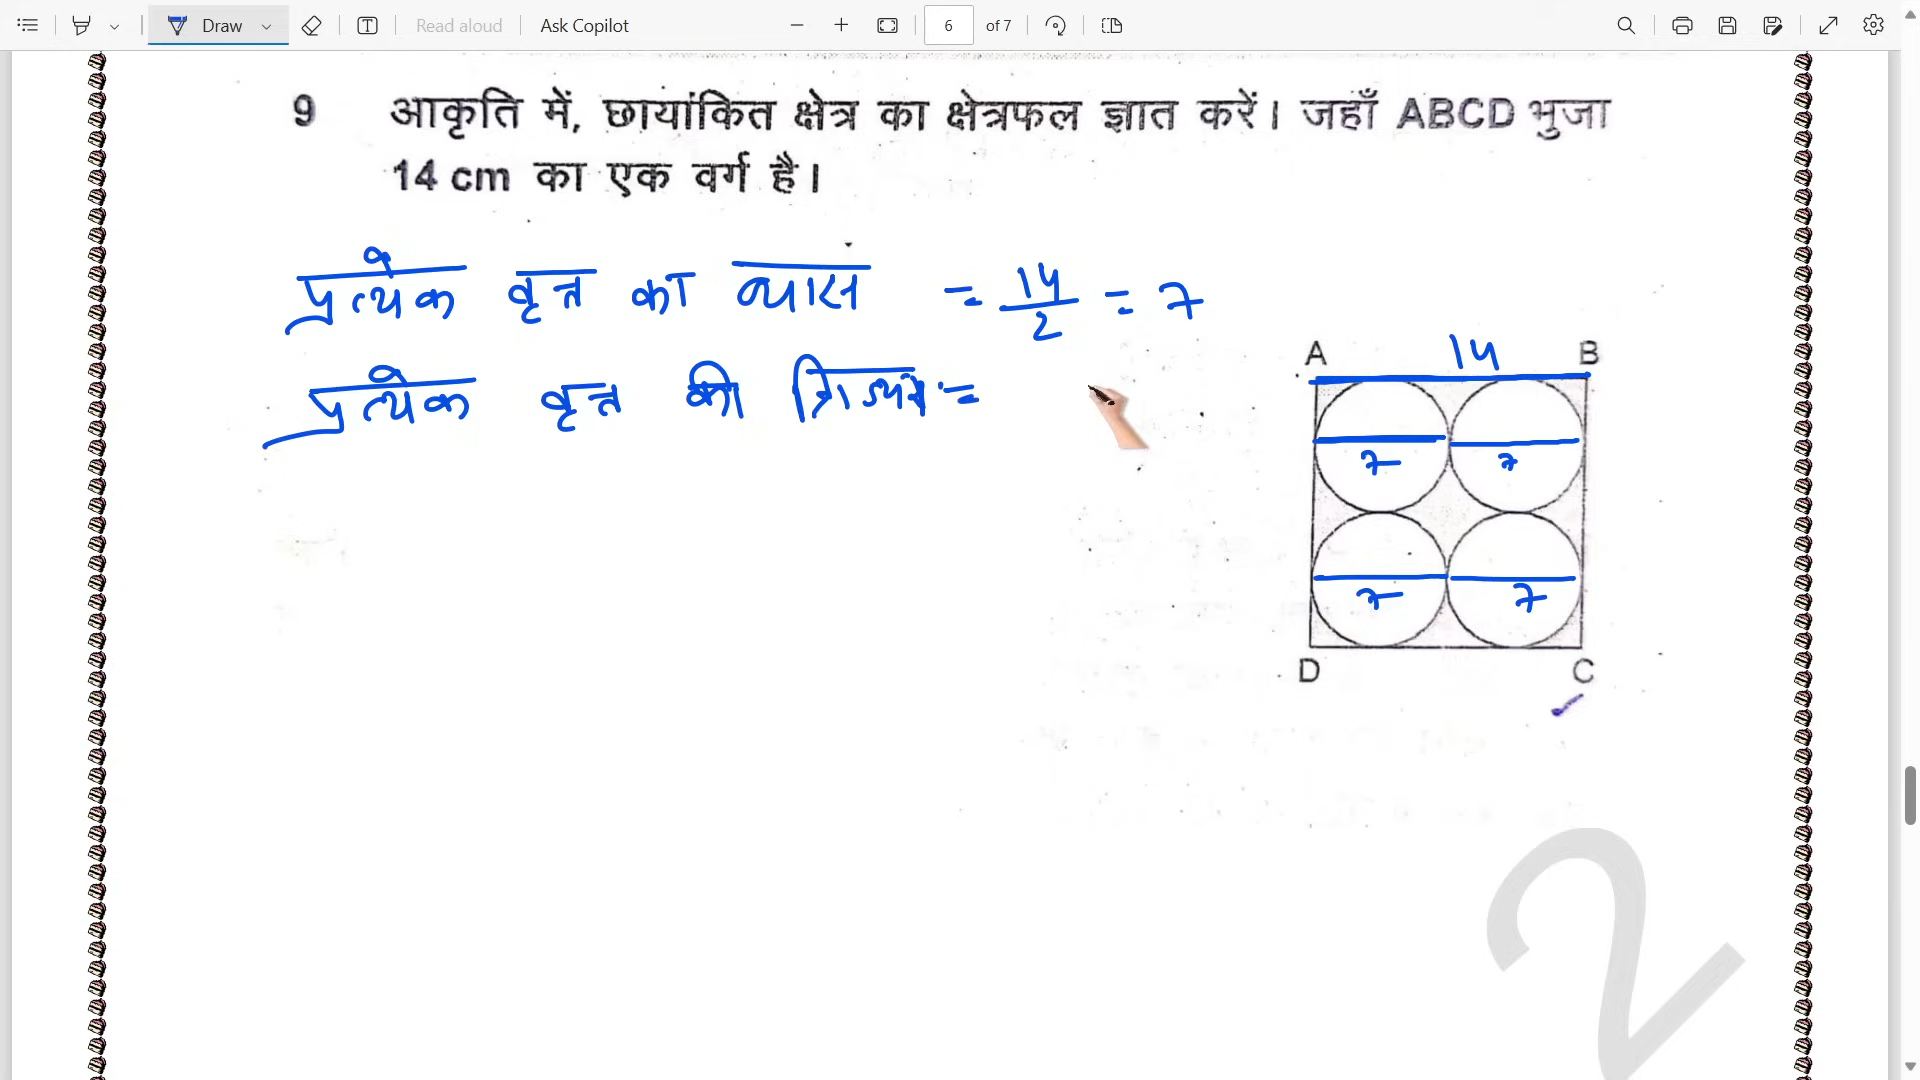 Draw
Read aloud
Ask Copilot
6
of 7
9 आकृति में, छायांकित क्षेत्र का क्षेत्रफल ज्ञात करें। जहाँ ABCD भुजा
14 cm का एक वर्ग है।
प्रत्येक वृत्त का व्यास = 14/2 = 7
प्रत्येक वृत्त की त्रिज्या =
A 14 B
7 7
7 7
D C
2